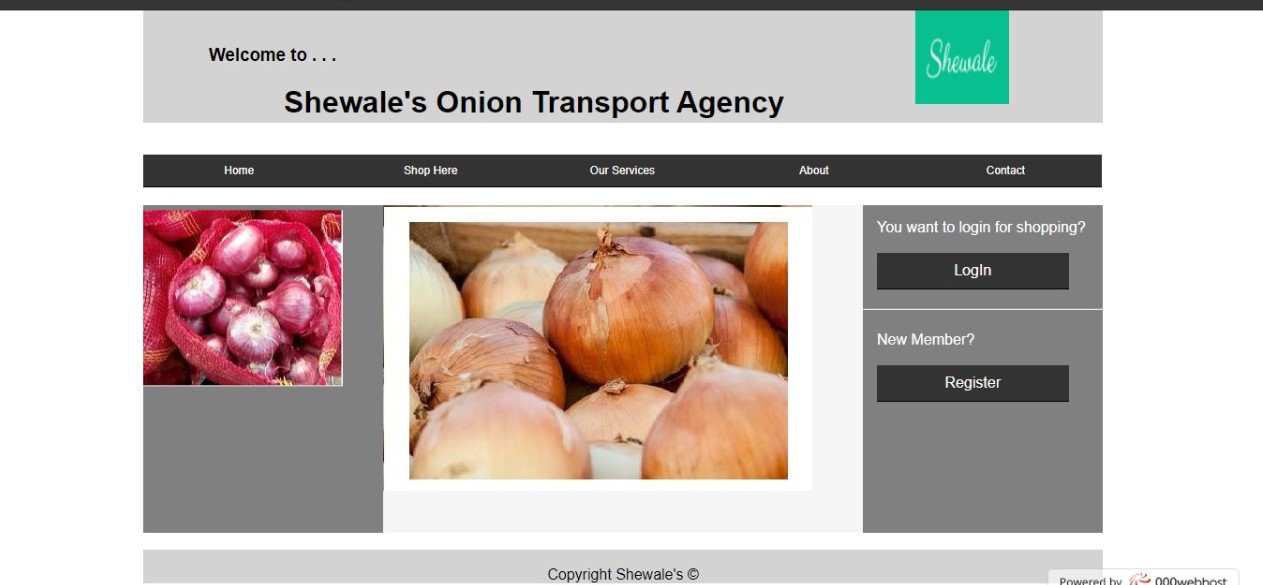 Welcome to . . .
Shewale
Shewale's Onion Transport Agency
Home
Shop Here
Our Services
About
Contact
You want to login for shopping?
LogIn
New Member?
Register
Copyright Shewale's ©
Powered by 000webhost